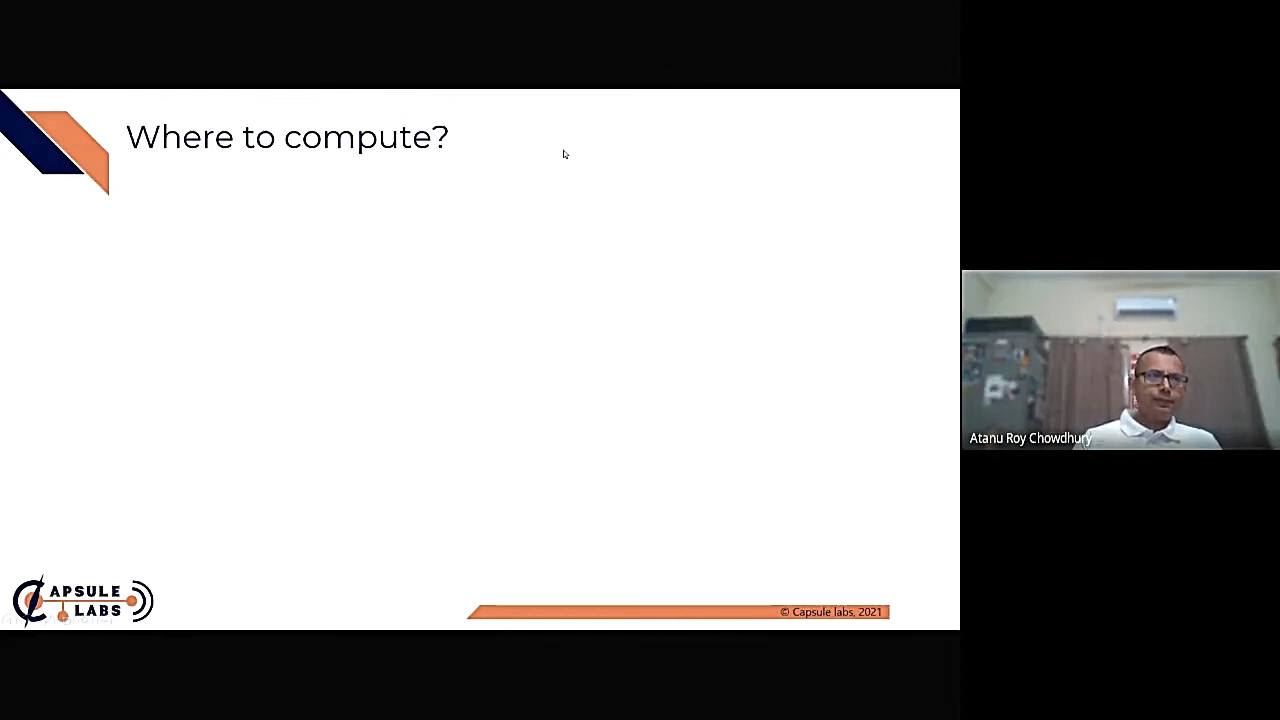 Where to compute?
Atanu Roy Chowdhury
CAPSULE
LABS
© Capsule labs, 2021